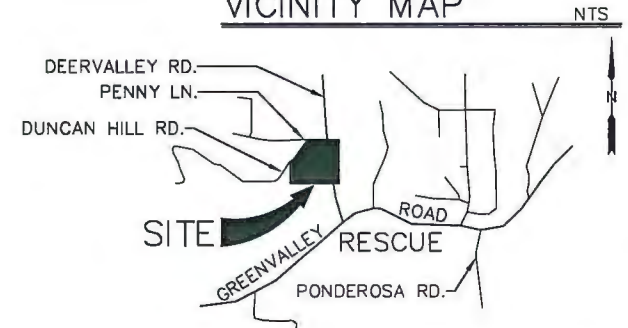 VICINITY MAP
NTS
DEERVALLEY RD.
PENNY LN.
DUNCAN HILL RD.
N
SITE
GREENVALLEY ROAD
RESCUE
PONDEROSA RD.